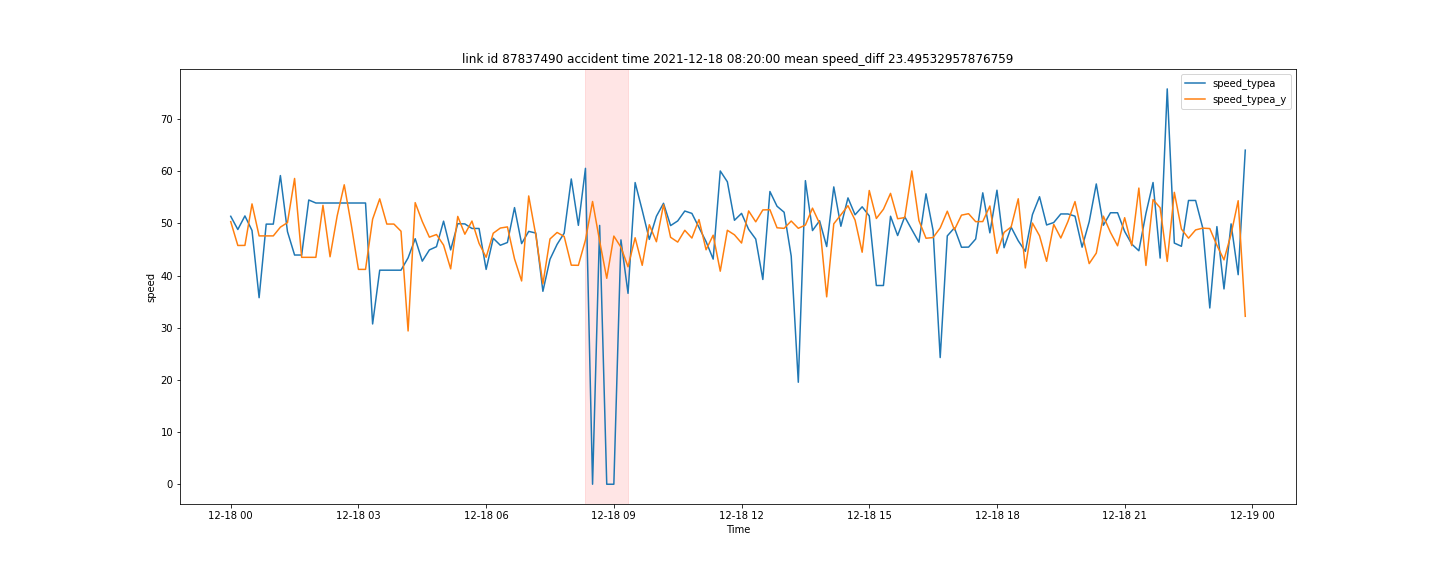 link id 87837490 accident time 2021-12-18 08:20:00 mean speed_diff 23.49532957876759
speed_typea
speed_typea_y
speed
70
60
50
40
30
20
10
0
12-18 00 12-18 03 12-18 06 12-18 09 12-18 12 12-18 15 12-18 18 12-18 21 12-19 00
Time